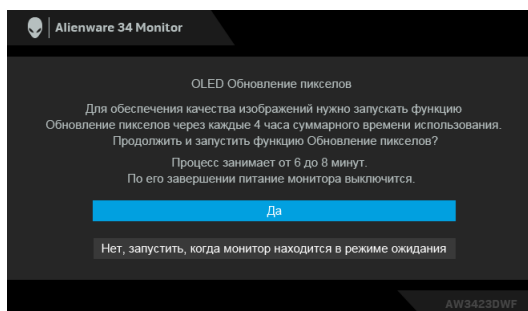 Alienware 34 Monitor
OLED Обновление пикселов
Для обеспечения качества изображений нужно запускать функцию
Обновление пикселов через каждые 4 часа суммарного времени использования.
Продолжить и запустить функцию Обновление пикселов?
Процесс занимает от 6 до 8 минут.
По его завершении питание монитора выключится.
Да
Нет, запустить, когда монитор находится в режиме ожидания
AW3423DWF